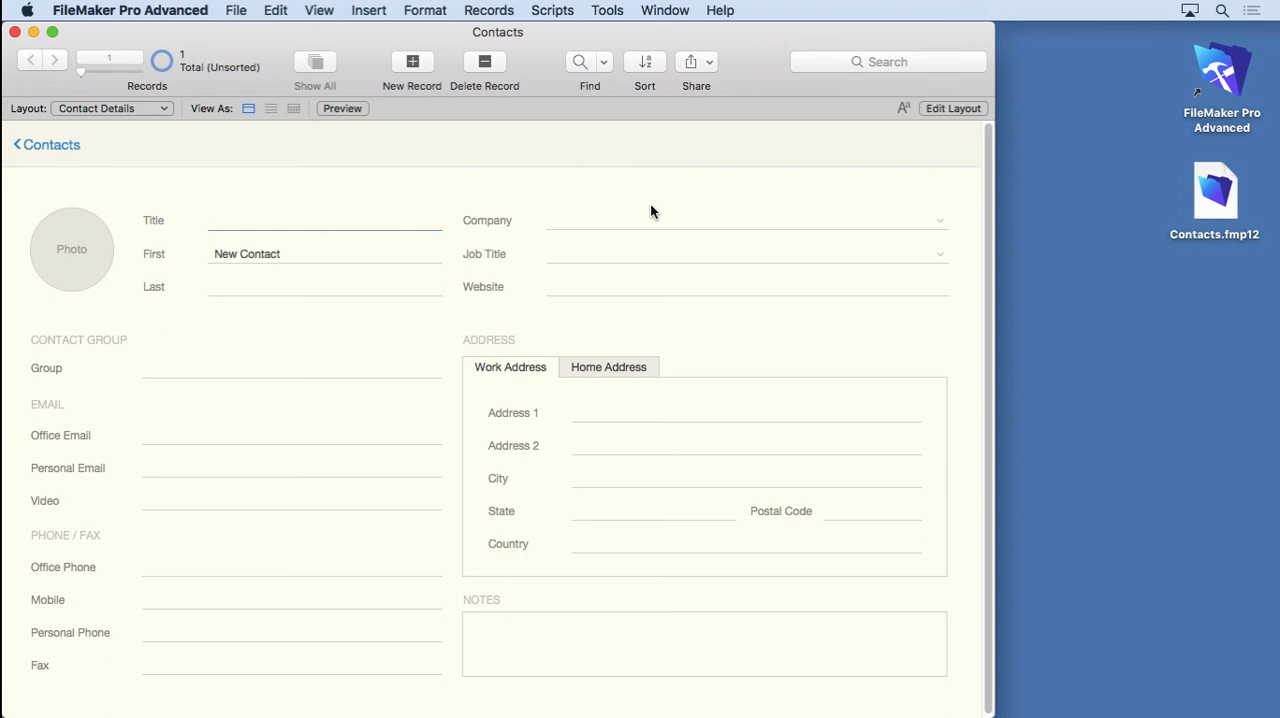 FileMaker Pro Advanced File Edit View Insert Format Records Scripts Tools Window Help
Contacts
1
1
Total (Unsorted)
Records
Show All
New Record
Delete Record
Find
Sort
Share
Search
Layout: Contact Details View As: Preview
Aa Edit Layout
Contacts
Photo
Title
First New Contact
Last
Company
Job Title
Website
CONTACT GROUP
Group
EMAIL
Office Email
Personal Email
Video
PHONE / FAX
Office Phone
Mobile
Personal Phone
Fax
ADDRESS
Work Address Home Address
Address 1
Address 2
City
State Postal Code
Country
NOTES
FileMaker Pro
Advanced
Contacts.fmp12